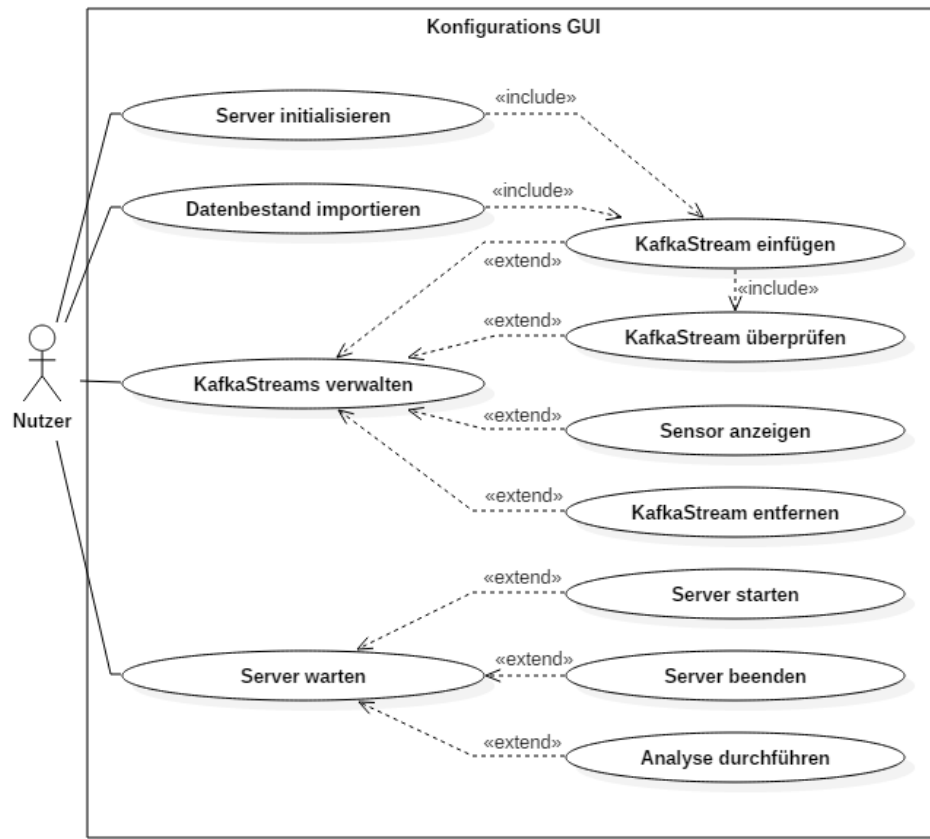 Konfigurations GUI
«include»
Server initialisieren
«include»
Datenbestand importieren
KafkaStream einfügen
«extend»
«include»
«extend»
KafkaStream überprüfen
KafkaStreams verwalten
Nutzer
«extend»
Sensor anzeigen
«extend»
KafkaStream entfernen
«extend»
Server starten
«extend»
Server warten
Server beenden
«extend»
Analyse durchführen